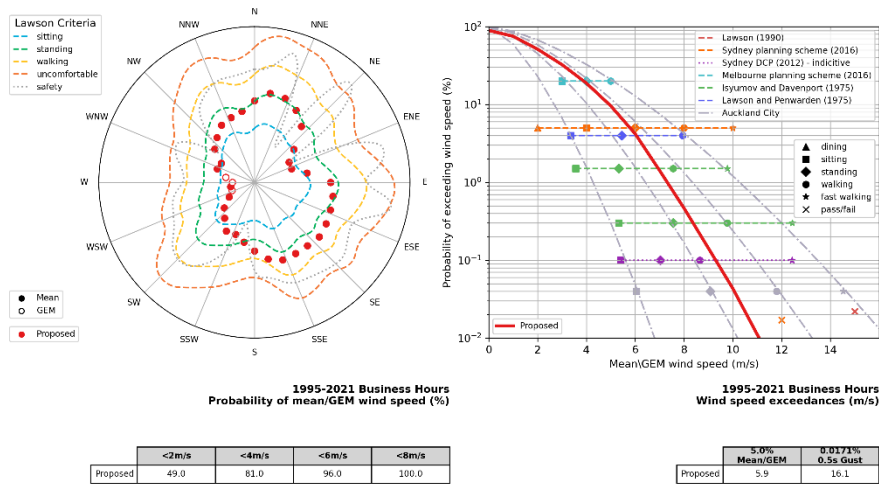 Lawson Criteria
sitting
standing
walking
uncomfortable
safety
N
NNE
NE
ENE
E
ESE
SE
SSE
S
SSW
SW
WSW
W
WNW
NW
NNW
Mean
GEM
Proposed
1995-2021 Business Hours
Probability of mean/GEM wind speed (%)
<2m/s <4m/s <6m/s <8m/s
Proposed 49.0 81.0 96.0 100.0
Probability of exceeding wind speed (%)
10²
10¹
10⁰
10⁻¹
10⁻²
0 2 4 6 8 10 12 14
Mean\GEM wind speed (m/s)
Lawson (1990)
Sydney planning scheme (2016)
Sydney DCP (2012) - indicitive
Melbourne planning scheme (2016)
Isyumov and Davenport (1975)
Lawson and Penwarden (1975)
Auckland City
dining
sitting
standing
walking
fast walking
pass/fail
Proposed
1995-2021 Business Hours
Wind speed exceedances (m/s)
5.0% 0.0171%
Mean/GEM 0.5s Gust
Proposed 5.9 16.1